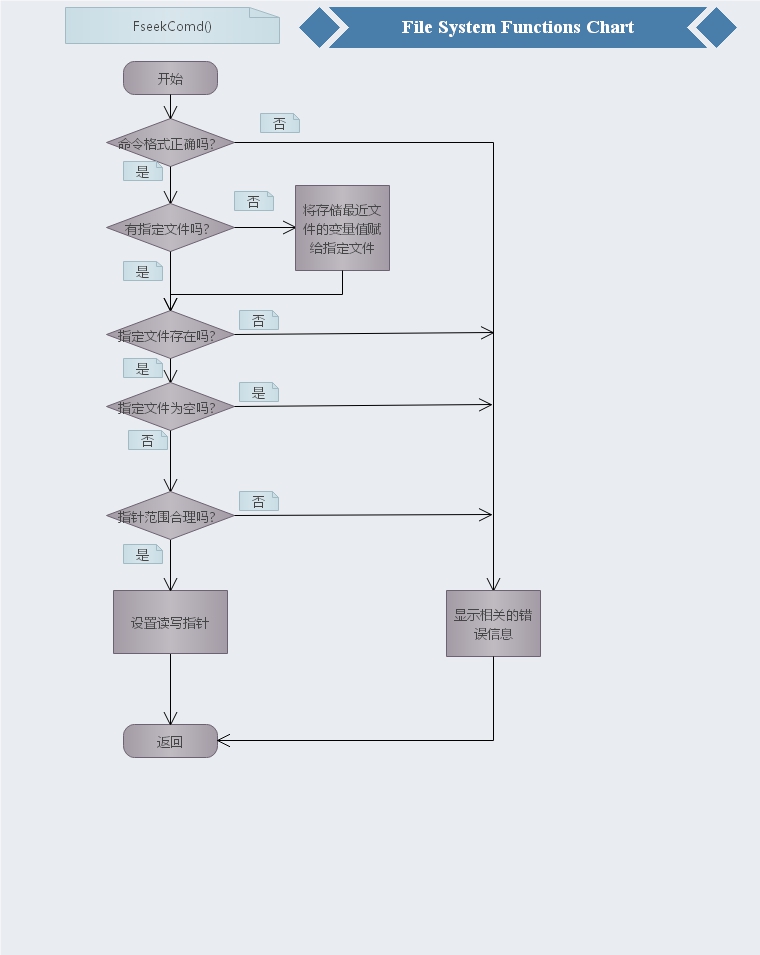 FseekComd()
File System Functions Chart
开始
否
命令格式正确吗?
是
否
有指定文件吗?
将存储最近文
件的变量值赋
给指定文件
是
否
指定文件存在吗?
是
是
指定文件为空吗?
否
否
指针范围合理吗?
是
设置读写指针
显示相关的错
误信息
返回